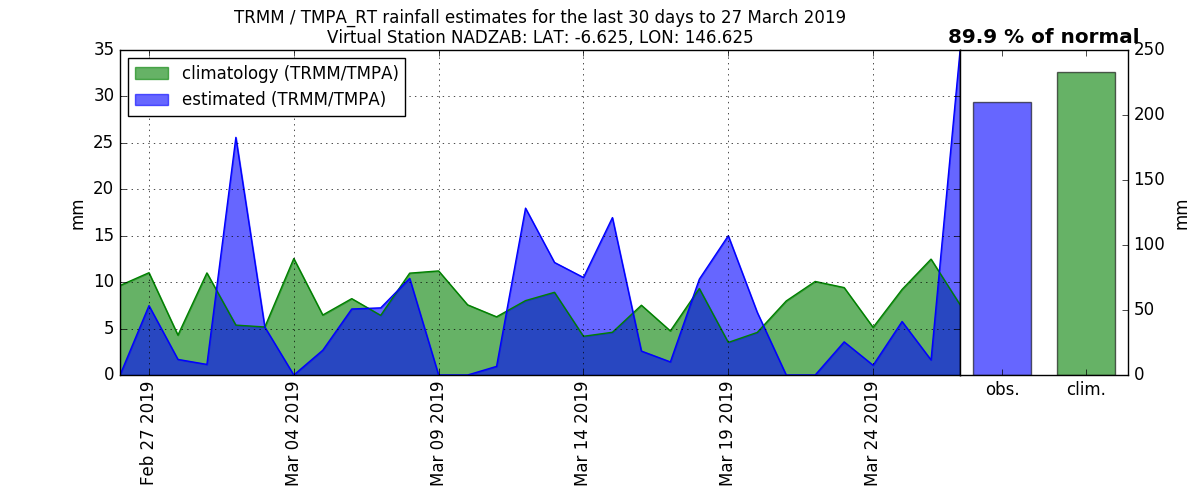 TRMM / TMPA_RT rainfall estimates for the last 30 days to 27 March 2019
Virtual Station NADZAB: LAT: -6.625, LON: 146.625
89.9 % of normal
climatology (TRMM/TMPA)
estimated (TRMM/TMPA)
35
30
25
20
15
10
5
0
mm
Feb 27 2019
Mar 04 2019
Mar 09 2019
Mar 14 2019
Mar 19 2019
Mar 24 2019
obs.
clim.
250
200
150
100
50
0
mm